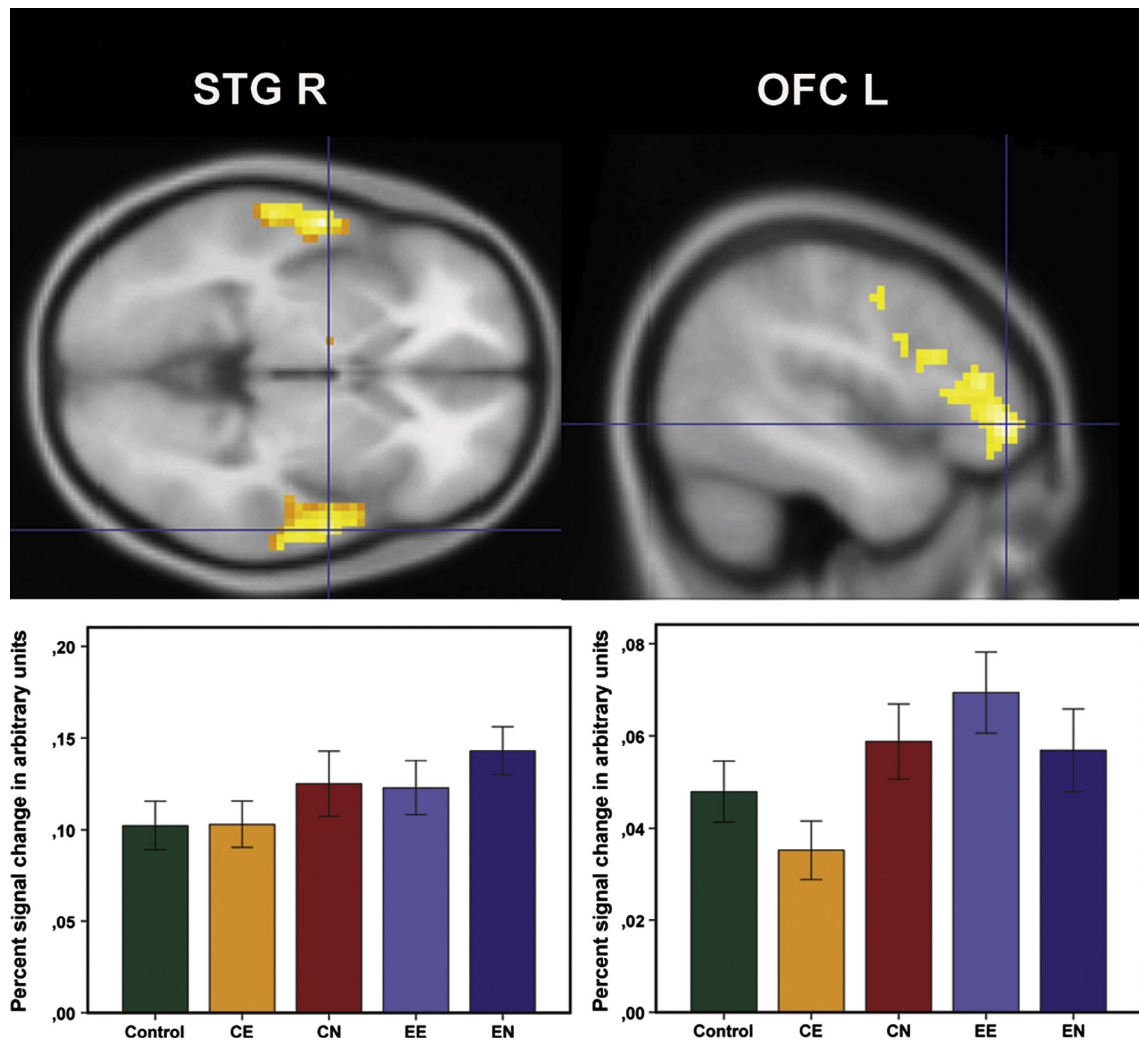 STG R
OFC L
Percent signal change in arbitrary units
,20
,15
,10
,05
,00
Control CE CN EE EN
Percent signal change in arbitrary units
,08
,06
,04
,02
,00
Control CE CN EE EN